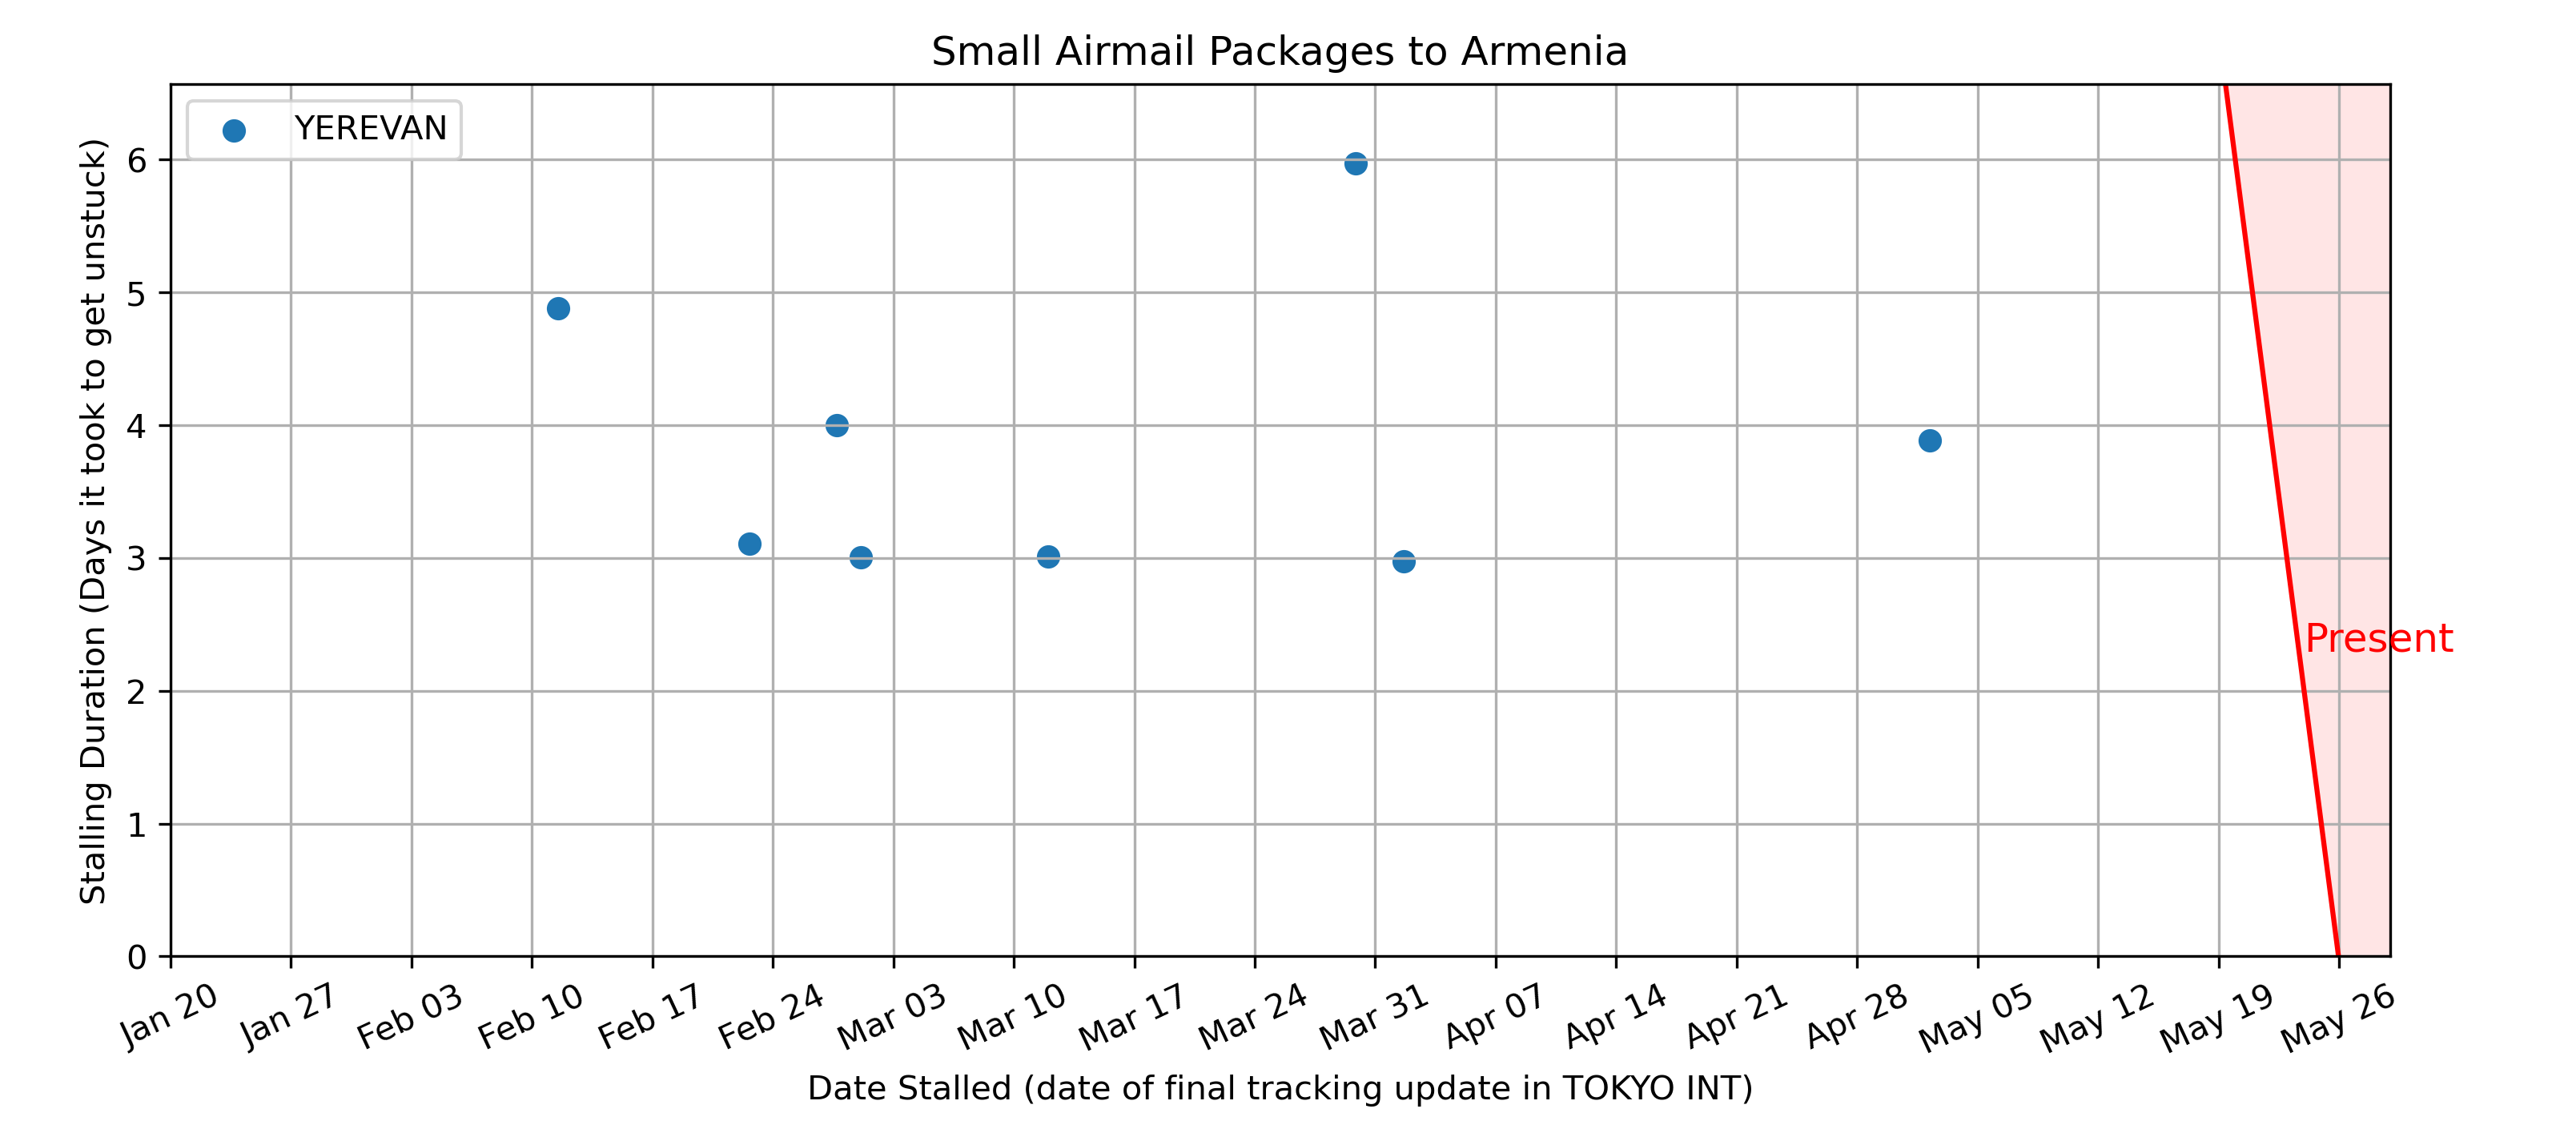 Small Airmail Packages to Armenia
YEREVAN
Stalling Duration (Days it took to get unstuck)
6
5
4
3
2
1
0
Present
Jan 20 Jan 27 Feb 03 Feb 10 Feb 17 Feb 24 Mar 03 Mar 10 Mar 17 Mar 24 Mar 31 Apr 07 Apr 14 Apr 21 Apr 28 May 05 May 12 May 19 May 26
Date Stalled (date of final tracking update in TOKYO INT)